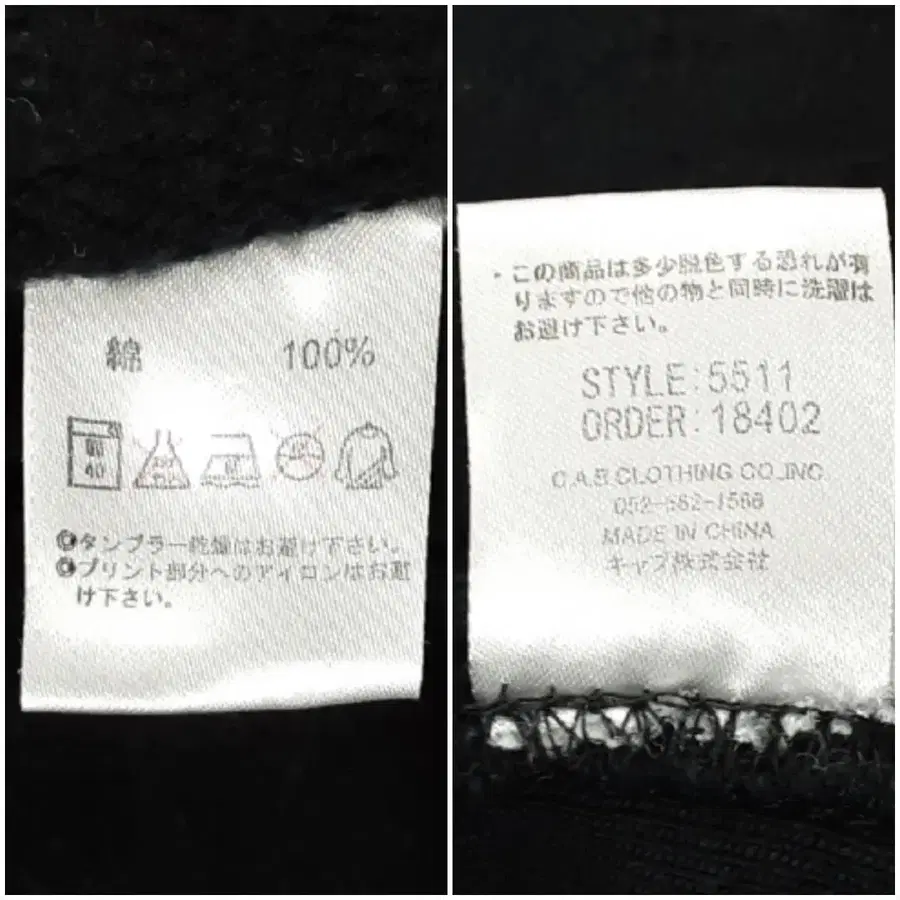 綿 100%
40
タンブラー乾燥はお避け下さい。
プリント部分へのアイロンはお避
け下さい。
・この商品は多少脱色する恐れが有
りますので他の物と同時に洗濯は
お避け下さい。
STYLE:5511
ORDER:18402
C.A.B.CLOTHING CO.,INC.
MADE IN CHINA
キャブ株式会社